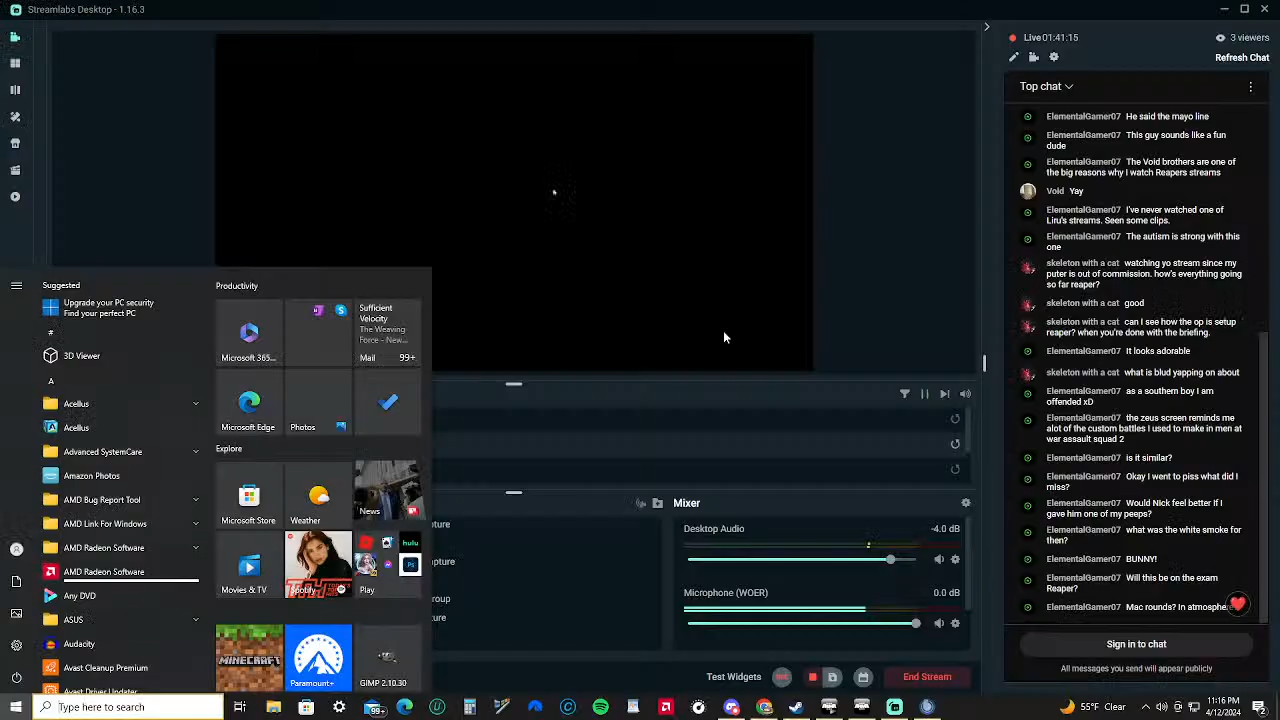 Streamlabs Desktop - 1.16.3
Live 01:41:15
3 viewers
Refresh Chat
Top chat
ElementalGamer07 He said the mayo line
ElementalGamer07 This guy sounds like a fun
dude
ElementalGamer07 The Void brothers are one of
the big reasons why I watch Reapers streams
Void Yay
ElementalGamer07 I've never watched one of
Liru's streams. Seen some clips.
ElementalGamer07 The autism is strong with this
one
skeleton with a cat watching yo stream since my
puter is out of commission. how's everything going
so far reaper?
skeleton with a cat good
skeleton with a cat can I see how the op is setup
reaper? when you're done with the briefing.
ElementalGamer07 It looks adorable
skeleton with a cat what is blud yapping on about
ElementalGamer07 as a southern boy I am
offended xD
ElementalGamer07 the zeus screen reminds me
alot of the custom battles I used to make in men at
wer assault squad 2
ElementalGamer07 is it similar?
ElementalGamer07 Okay I went to piss what did I
miss?
ElementalGamer07 Would Nick feel better if I
gave him one of my peeps?
ElementalGamer07 what was the white smoke for
then?
ElementalGamer07 BUNNY!
ElementalGamer07 Will this be on the exam
Reaper?
ElementalGamer07 Mac rounds? In atmosphe
Sign in to chat
All messages you send will appear publicly
Suggested
Upgrade your PC security
Find your perfect PC
#
3D Viewer
A
Acellus
Acellus
Advanced SystemCare
Amazon Photos
AMD Bug Report Tool
AMD Link For Windows
AMD Radeon Software
AMD Radeon Software
Any DVD
ASUS
Audacity
Avast Cleanup Premium
Avast Driver Updater
Productivity
Microsoft 365...
Sufficient
Velocity
The Weaving
Force - New...
Mail 99+
Microsoft Edge
Photos
Explore
Microsoft Store
Weather
News
Movies & TV
Spotify
hulu
Play
MINECRAFT
Paramount+
GIMP 2.10.30
pture
apture
roup
ture
Mixer
Desktop Audio
-4.0 dB
Microphone (WOER)
0.0 dB
Test Widgets
REC
End Stream
Type here to search
99+
55°F Clear
11:16 PM
4/12/2024